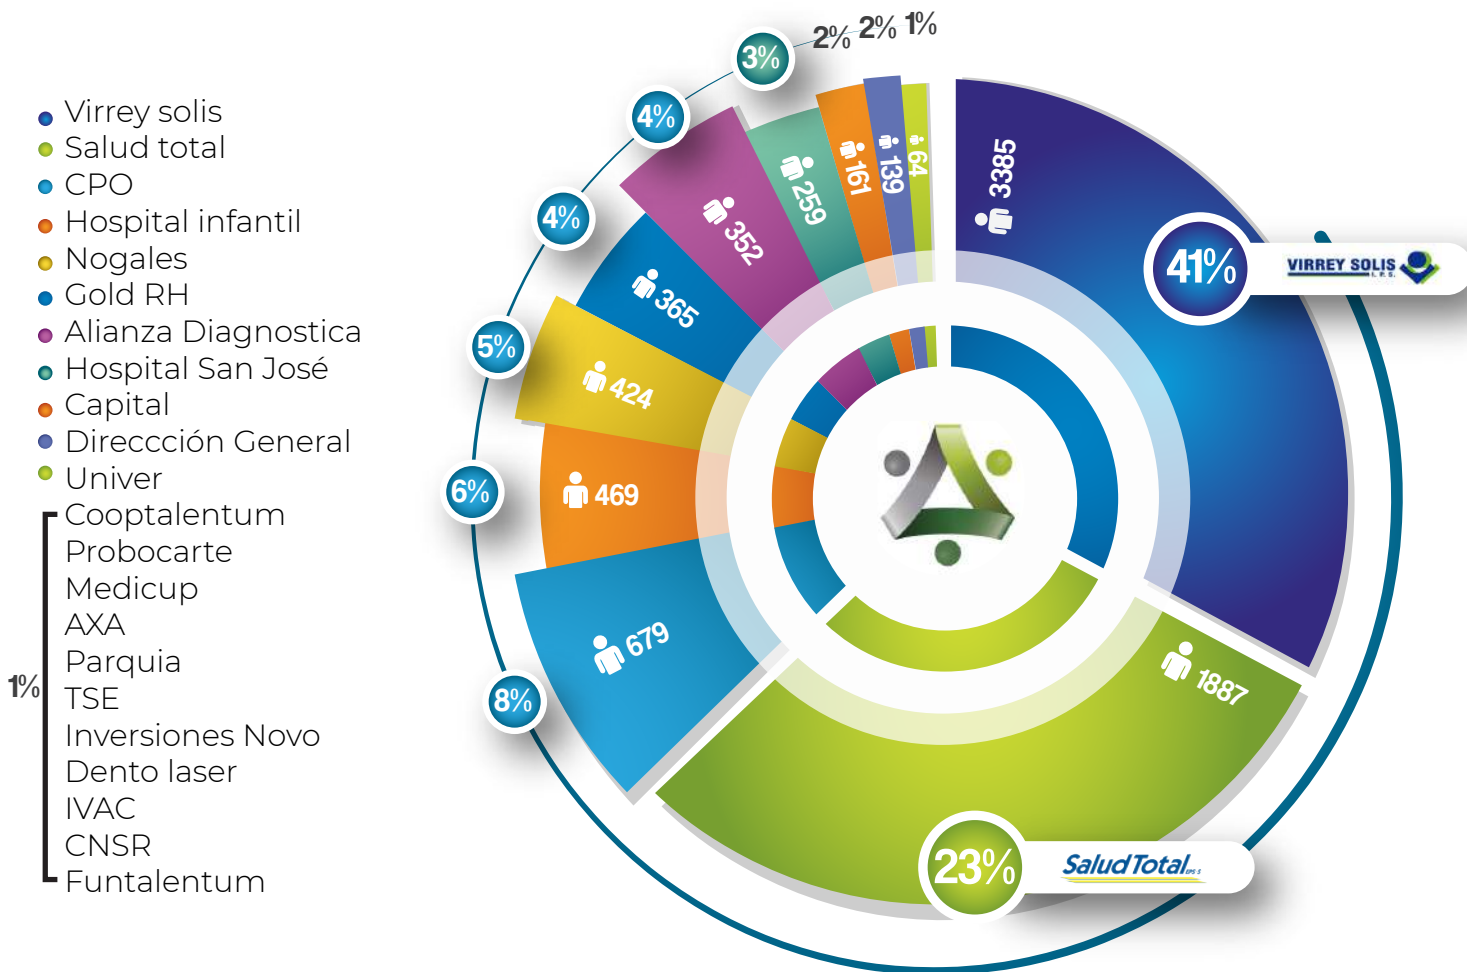 Virrey solis
Salud total
CPO
Hospital infantil
Nogales
Gold RH
Alianza Diagnostica
Hospital San José
Capital
Direccción General
Univer
Cooptalentum
Probocarte
Medicup
AXA
Parquia
TSE
Inversiones Novo
Dento laser
IVAC
CNSR
Funtalentum
1%
3385
41%
VIRREY SOLIS
I. P. S.
1887
23%
Salud Total EPS S
679
8%
469
6%
424
5%
365
4%
352
4%
259
3%
161
2%
139
2%
64
1%